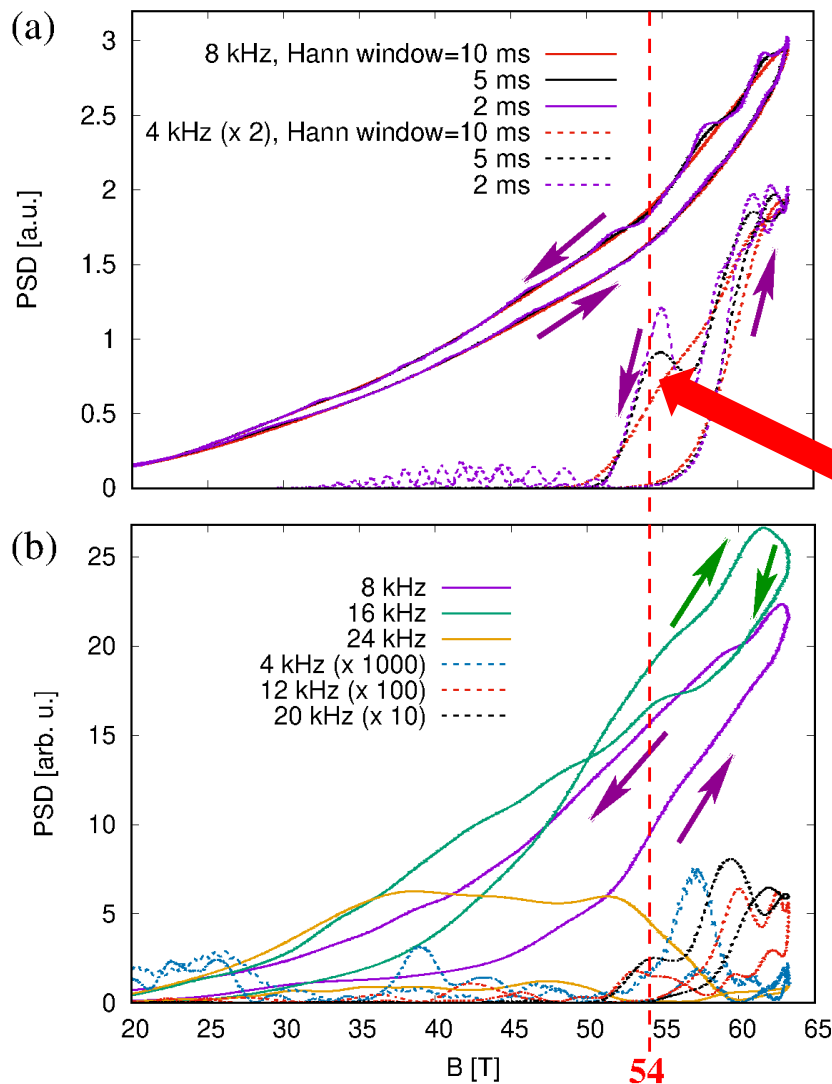 (a)
3
2.5
2
1.5
1
0.5
0
PSD [a.u.]
8 kHz, Hann window=10 ms
5 ms
2 ms
4 kHz (x 2), Hann window=10 ms
5 ms
2 ms
(b)
25
20
15
10
5
0
PSD [arb. u.]
8 kHz
16 kHz
24 kHz
4 kHz (x 1000)
12 kHz (x 100)
20 kHz (x 10)
20 25 30 35 40 45 50 55 60 65
B [T]
54